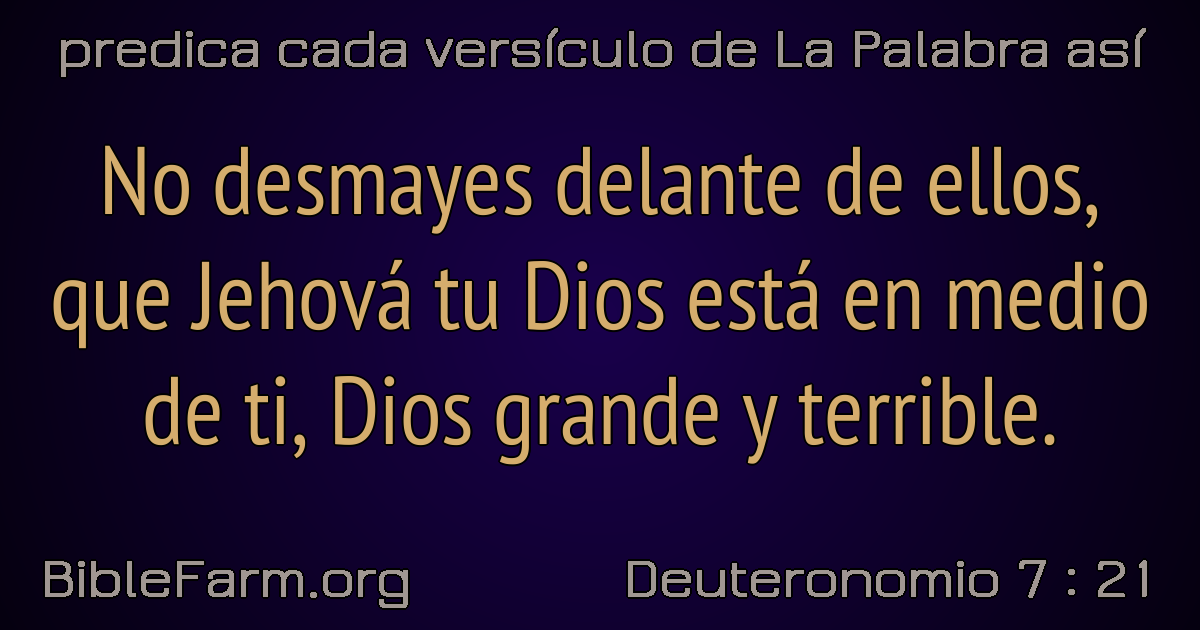 predica cada versículo de La Palabra así
No desmayes delante de ellos,
que Jehová tu Dios está en medio
de ti, Dios grande y terrible.
BibleFarm.org
Deuteronomio 7 : 21